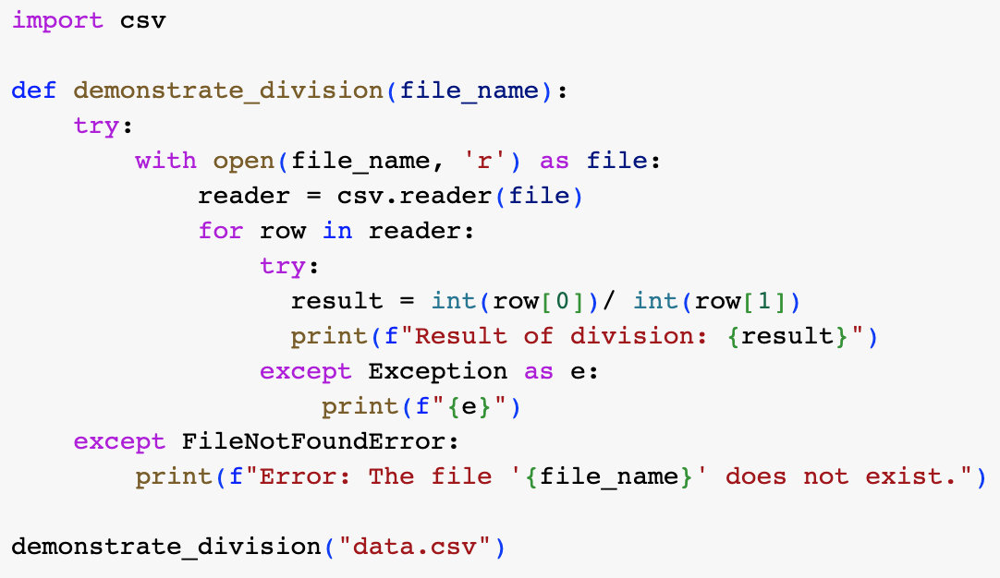 import csv

def demonstrate_division(file_name):
    try:
        with open(file_name, 'r') as file:
            reader = csv.reader(file)
            for row in reader:
                try:
                  result = int(row[0])/ int(row[1])
                  print(f"Result of division: {result}")
                except Exception as e:
                    print(f"{e}")
    except FileNotFoundError:
        print(f"Error: The file '{file_name}' does not exist.")

demonstrate_division("data.csv")